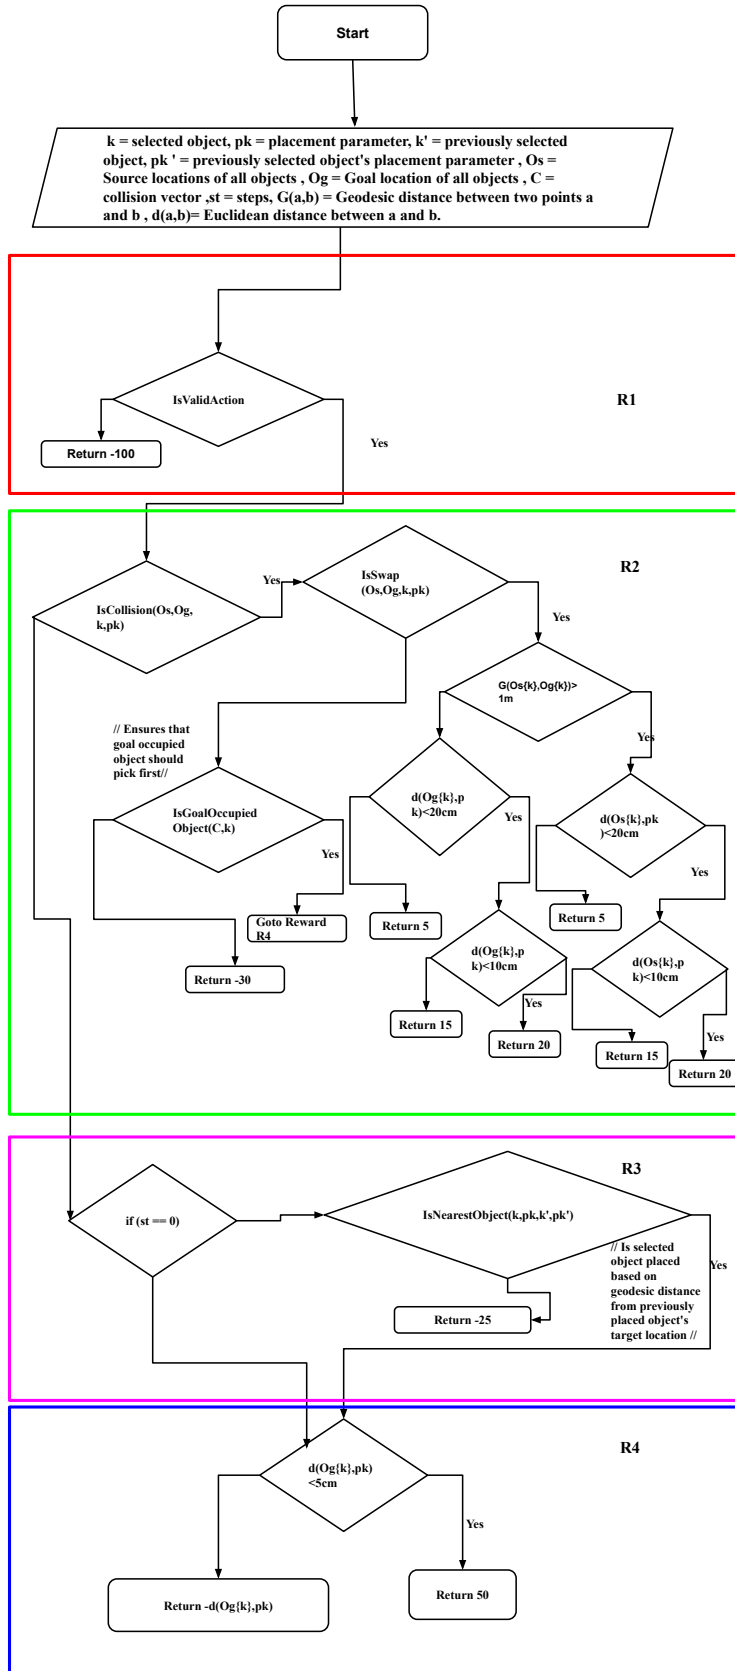 Start
k = selected object, pk = placement parameter, k' = previously selected
object, pk ' = previously selected object's placement parameter , Os =
Source locations of all objects , Og = Goal location of all objects , C =
collision vector ,st = steps, G(a,b) = Geodesic distance between two points a
and b , d(a,b)= Euclidean distance between a and b.
IsValidAction
R1
Return -100
Yes
R2
IsSwap
(Os,Og,k,pk)
Yes
IsCollision(Os,Og,
k,pk)
Yes
G(Os{k},Og{k})>
1m
// Ensures that
goal occupied
object should
pick first//
Yes
IsGoalOccupied
Object(C,k)
d(Og{k},p
k)<20cm
d(Os{k},pk
)<20cm
Yes
Yes
Yes
Goto Reward
R4
Return 5
Return 5
d(Og{k},p
k)<10cm
d(Os{k},p
k)<10cm
Return -30
Yes
Return 15
Return 20
Yes
Return 15
Return 20
R3
if (st == 0)
IsNearestObject(k,pk,k',pk')
// Is selected
object placed
based on
geodesic distance
from previously
placed object's
target location //
Yes
Return -25
R4
d(Og{k},pk)
<5cm
Yes
Return -d(Og{k},pk)
Return 50